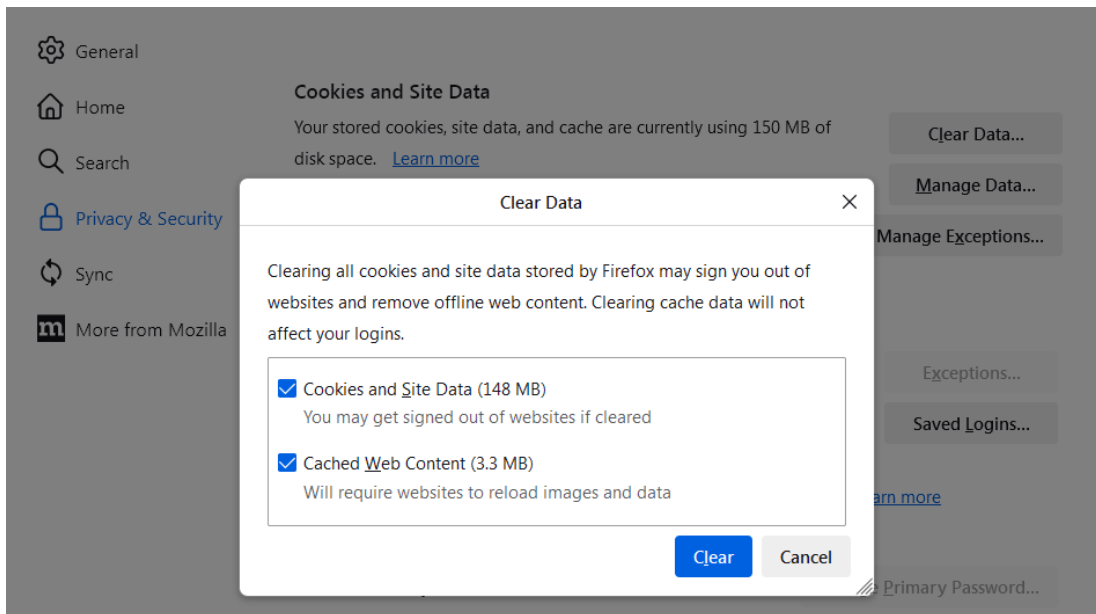 General
Home
Search
Privacy & Security
Sync
m More from Mozilla
Cookies and Site Data
Your stored cookies, site data, and cache are currently using 150 MB of
disk space. Learn more
Clear Data...
Manage Data...
Manage Exceptions...
Exceptions...
Saved Logins...
arn more
Primary Password...
Clear Data
Clearing all cookies and site data stored by Firefox may sign you out of
websites and remove offline web content. Clearing cache data will not
affect your logins.
Cookies and Site Data (148 MB)
You may get signed out of websites if cleared
Cached Web Content (3.3 MB)
Will require websites to reload images and data
Clear
Cancel